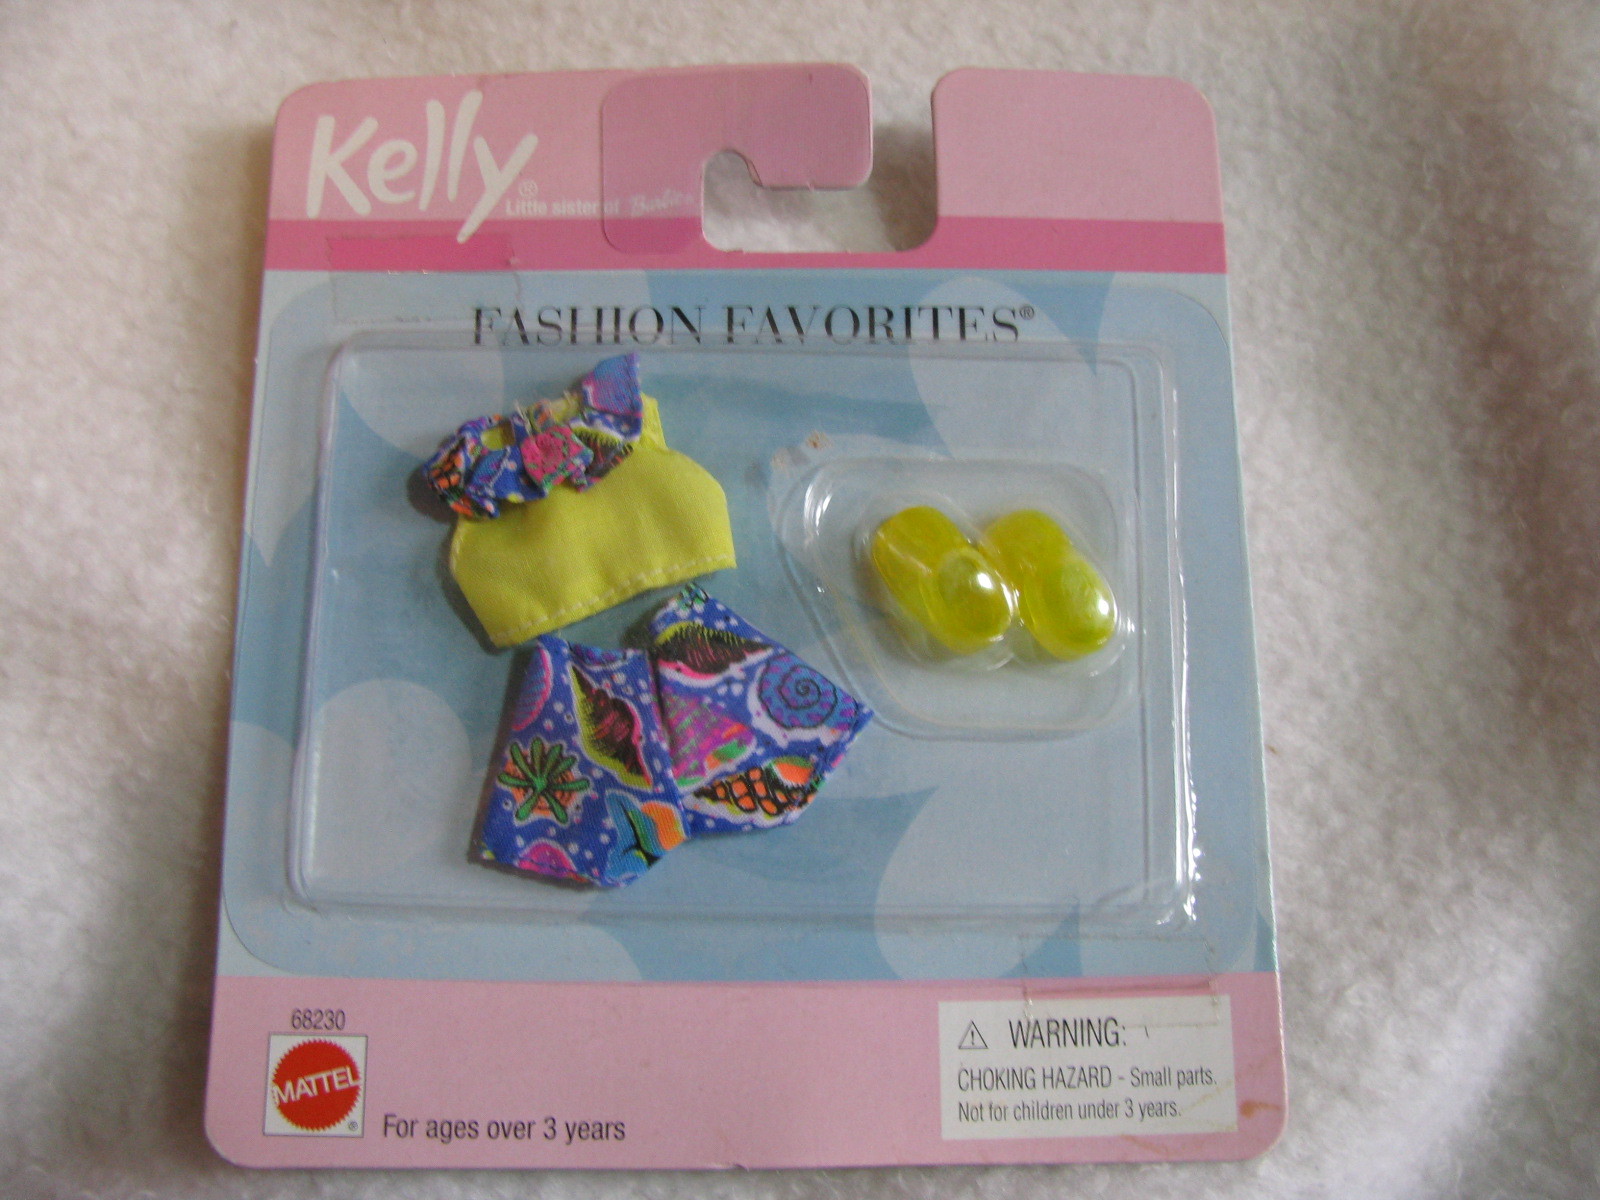 Kelly®
Little sister of Barbie
FASHION FAVORITES®
68230
MATTEL®
For ages over 3 years
⚠ WARNING:
CHOKING HAZARD - Small parts.
Not for children under 3 years.